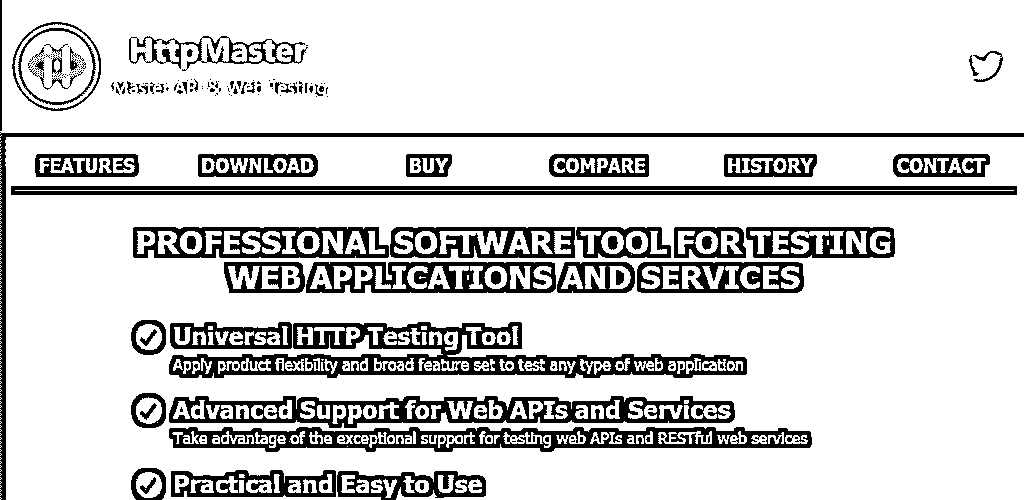 HttpMaster
Master API & Web Testing
FEATURES DOWNLOAD BUY COMPARE HISTORY CONTACT
PROFESSIONAL SOFTWARE TOOL FOR TESTING
WEB APPLICATIONS AND SERVICES
Universal HTTP Testing Tool
Apply product flexibility and broad feature set to test any type of web application
Advanced Support for Web APIs and Services
Take advantage of the exceptional support for testing web APIs and RESTful web services
Practical and Easy to Use